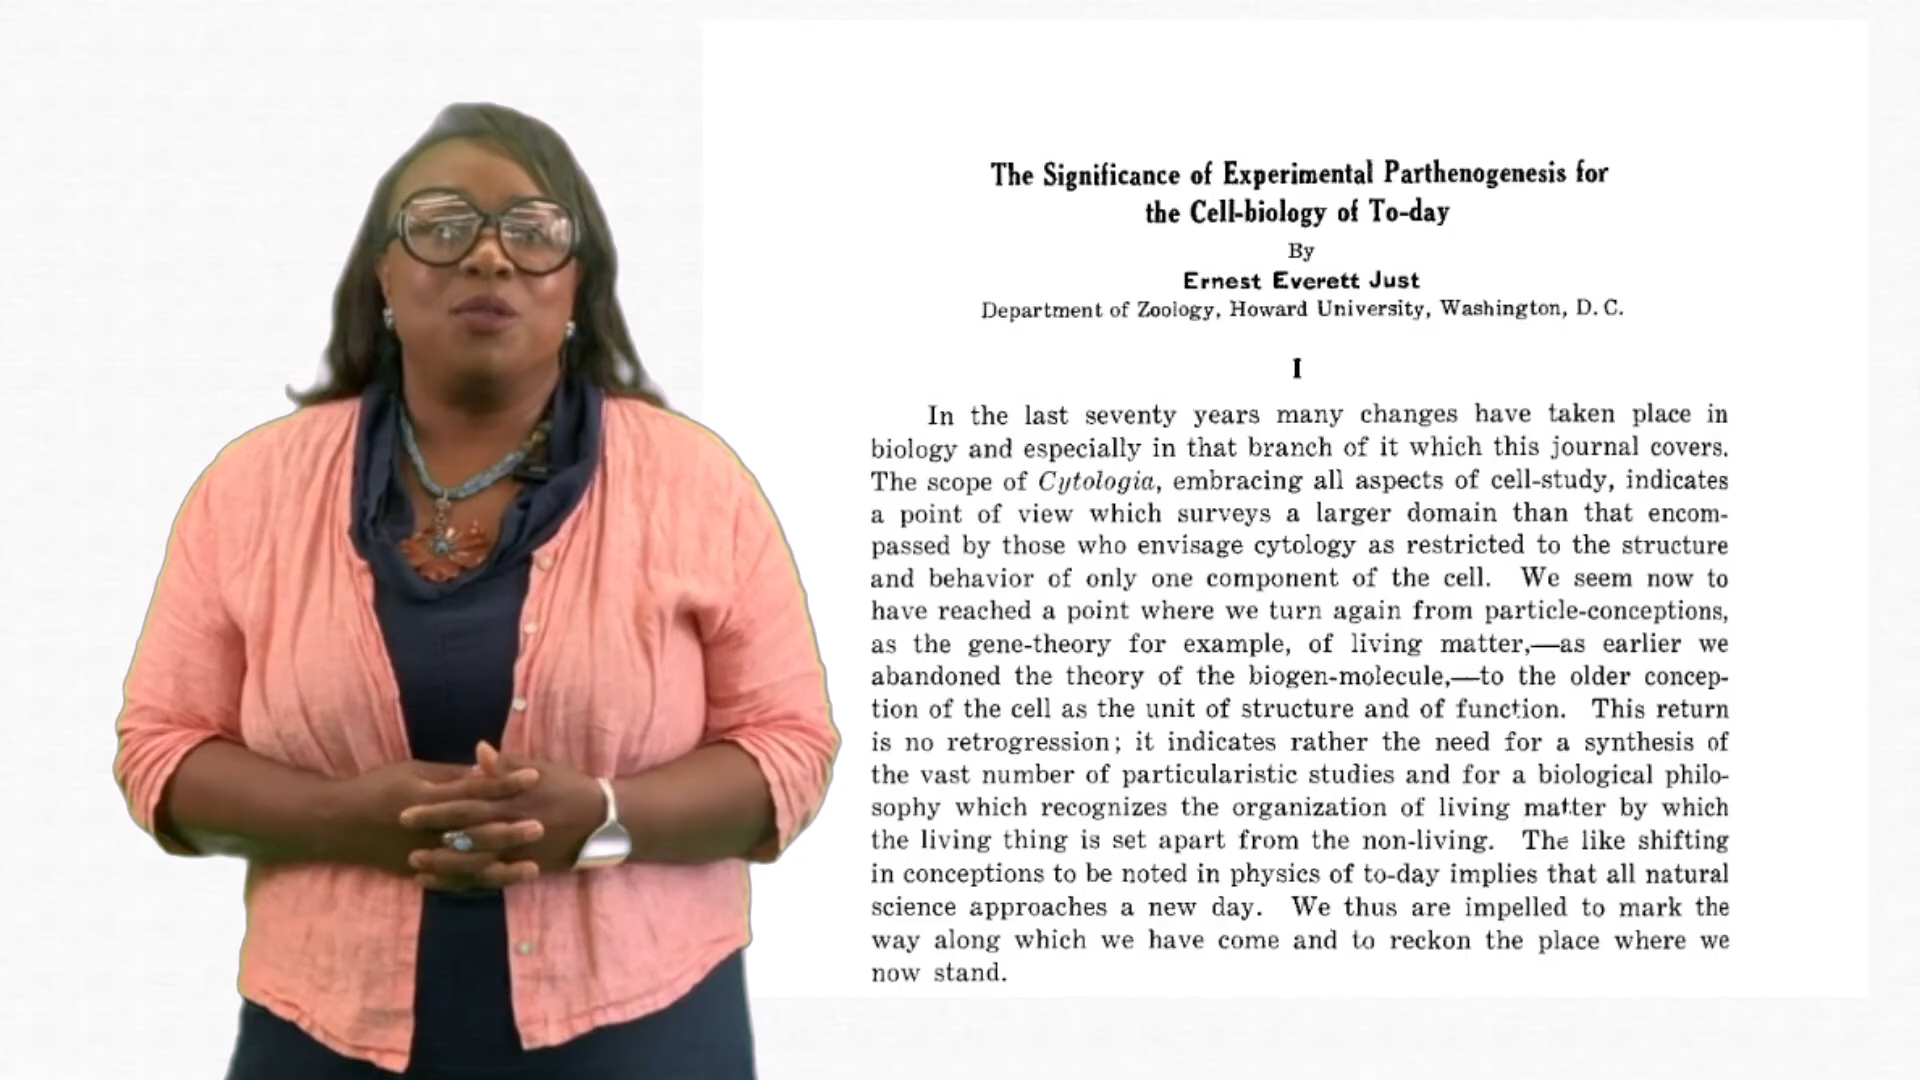 The Significance of Experimental Parthenogenesis for
the Cell-biology of To-day
By
Ernest Everett Just
Department of Zoology, Howard University, Washington, D. C.
I
In the last seventy years many changes have taken place in
biology and especially in that branch of it which this journal covers.
The scope of Cytologia, embracing all aspects of cell-study, indicates
a point of view which surveys a larger domain than that encom-
passed by those who envisage cytology as restricted to the structure
and behavior of only one component of the cell. We seem now to
have reached a point where we turn again from particle-conceptions,
as the gene-theory for example, of living matter,—as earlier we
abandoned the theory of the biogen-molecule,—to the older concep-
tion of the cell as the unit of structure and of function. This return
is no retrogression; it indicates rather the need for a synthesis of
the vast number of particularistic studies and for a biological philo-
sophy which recognizes the organization of living matter by which
the living thing is set apart from the non-living. The like shifting
in conceptions to be noted in physics of to-day implies that all natural
science approaches a new day. We thus are impelled to mark the
way along which we have come and to reckon the place where we
now stand.